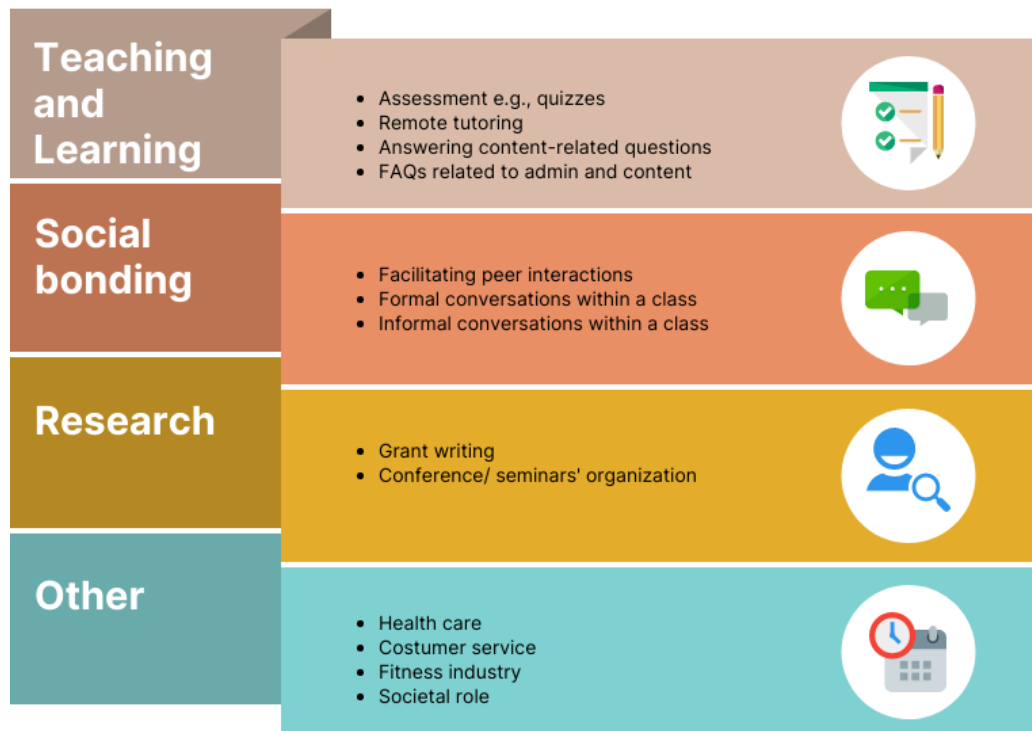 Teaching
and
Learning
• Assessment e.g., quizzes
• Remote tutoring
• Answering content-related questions
• FAQs related to admin and content
Social
bonding
• Facilitating peer interactions
• Formal conversations within a class
• Informal conversations within a class
Research
• Grant writing
• Conference/ seminars' organization
Other
• Health care
• Costumer service
• Fitness industry
• Societal role